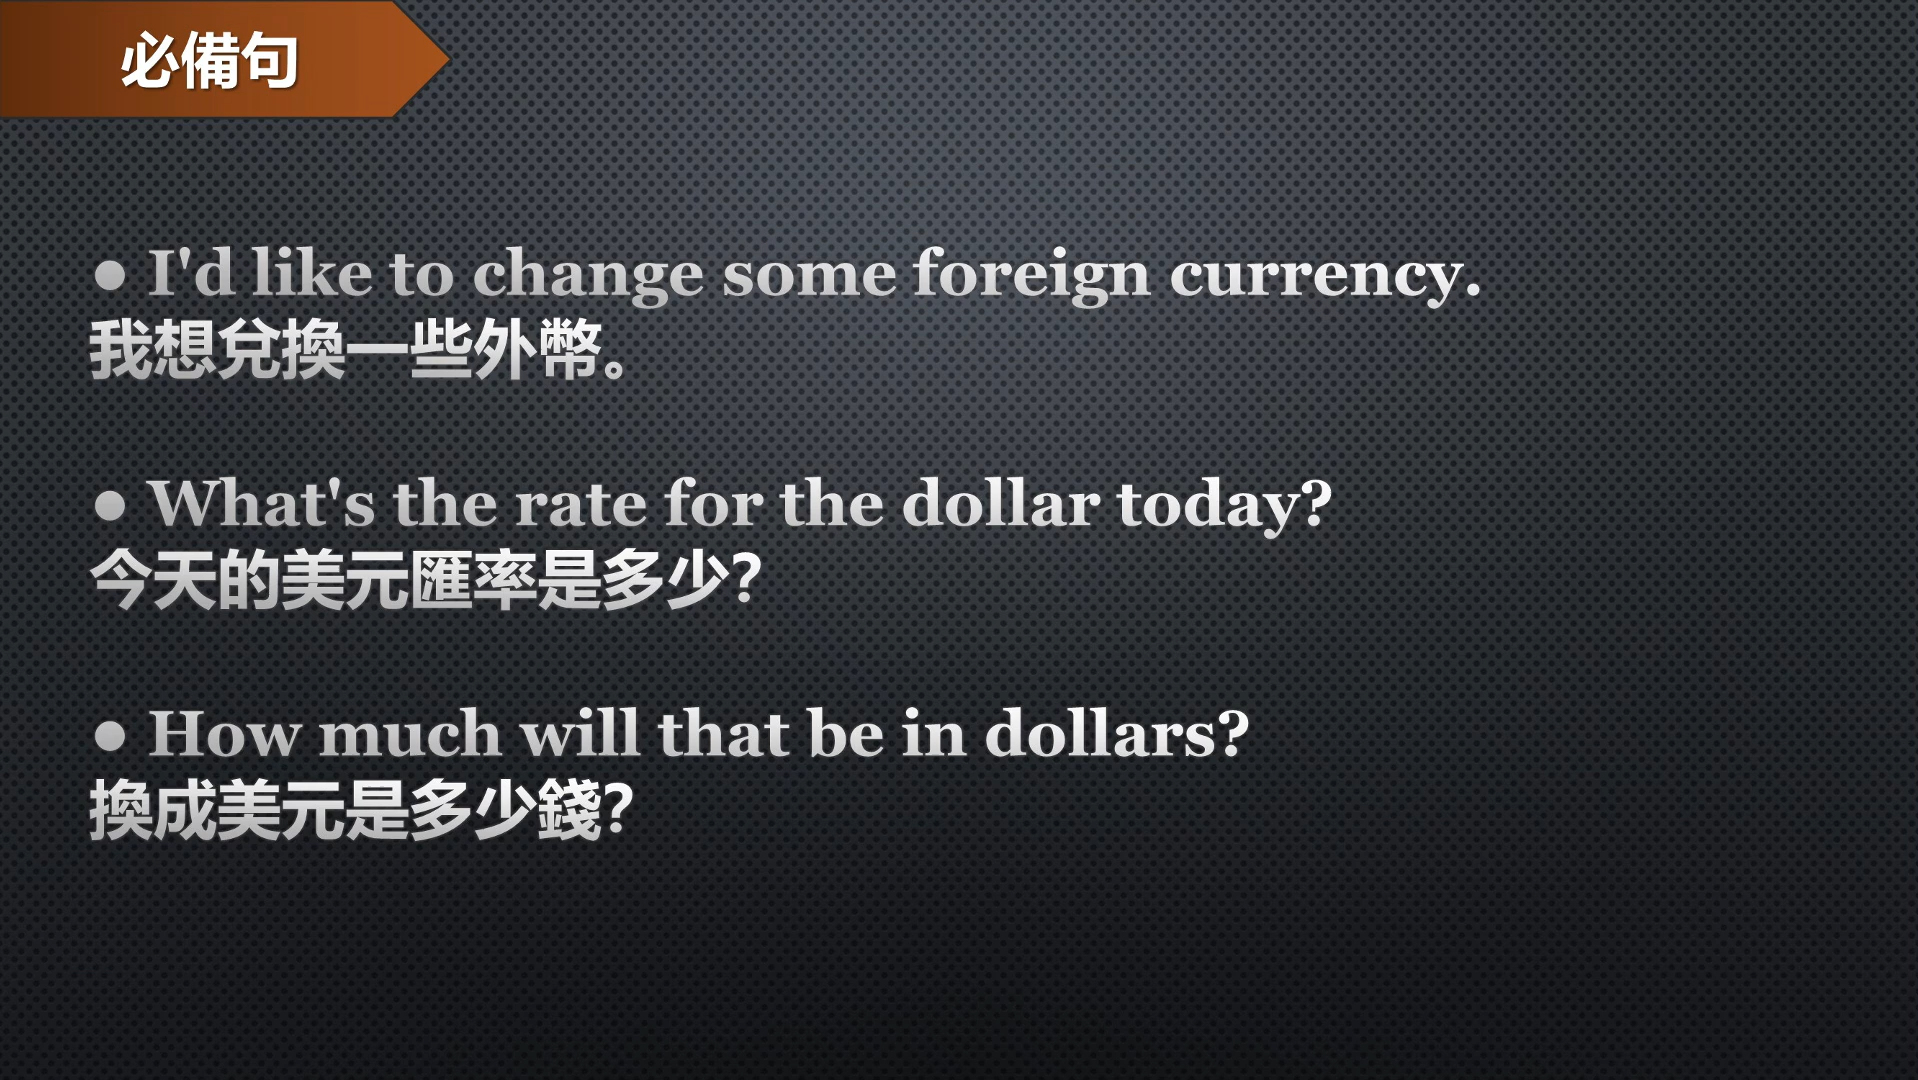 必備句
● I'd like to change some foreign currency.
我想兌換一些外幣。
● What's the rate for the dollar today?
今天的美元匯率是多少?
● How much will that be in dollars?
換成美元是多少錢?